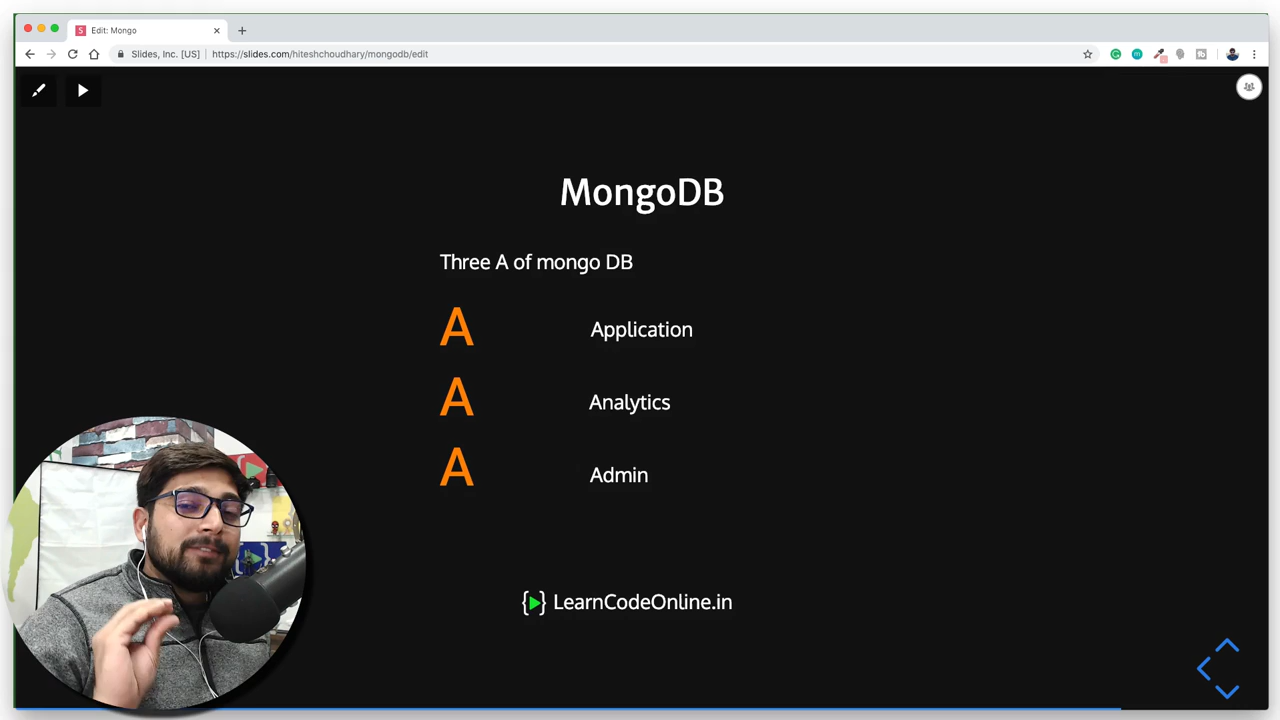 Edit: Mongo
Slides, Inc. [US]
https://slides.com/hiteshchoudhary/mongodb/edit
MongoDB
Three A of mongo DB
A Application
A Analytics
A Admin
{▶} LearnCodeOnline.in